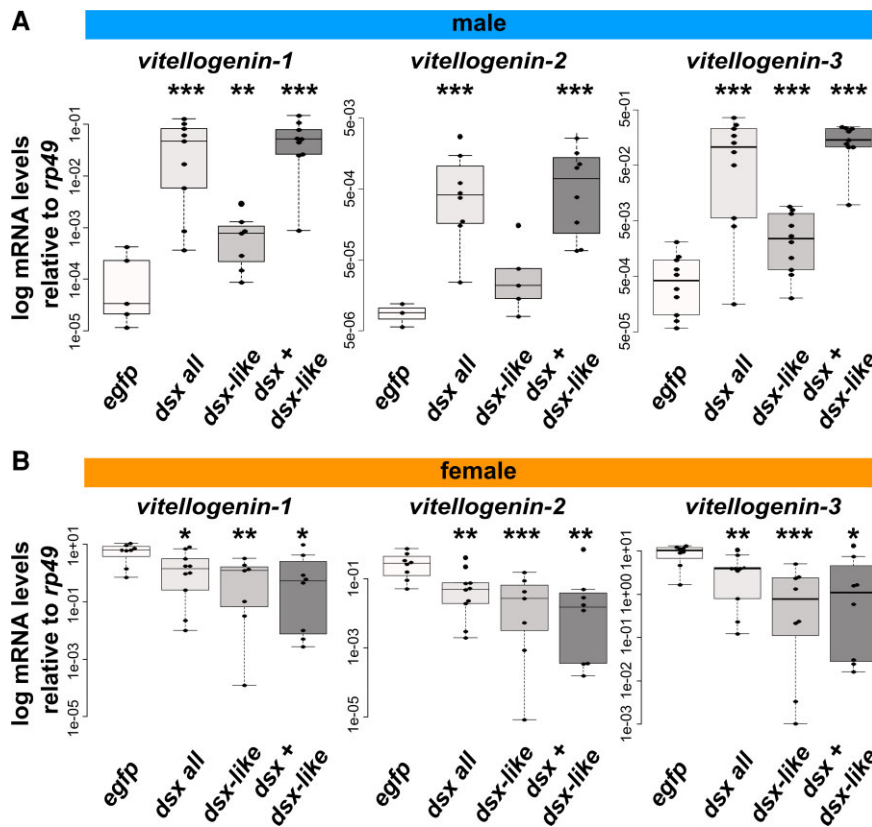 A
male
vitellogenin-1
vitellogenin-2
vitellogenin-3
*** ** ***
*** ***
*** *** ***
log mRNA levels
relative to rp49
1e-01
1e-02
1e-03
1e-04
1e-05
5e-03
5e-04
5e-05
5e-06
5e-01
5e-02
5e-03
5e-04
5e-05
egfp
dsx all
dsx-like
dsx +
dsx-like
egfp
dsx all
dsx-like
dsx +
dsx-like
egfp
dsx all
dsx-like
dsx +
dsx-like
B
female
vitellogenin-1
vitellogenin-2
vitellogenin-3
* ** *
** *** **
** *** *
log mRNA levels
relative to rp49
1e+01
1e-01
1e-03
1e-05
1e-01
1e-03
1e-05
1e+01
1e+00
1e-01
1e-02
1e-03
egfp
dsx all
dsx-like
dsx +
dsx-like
egfp
dsx all
dsx-like
dsx +
dsx-like
egfp
dsx all
dsx-like
dsx +
dsx-like